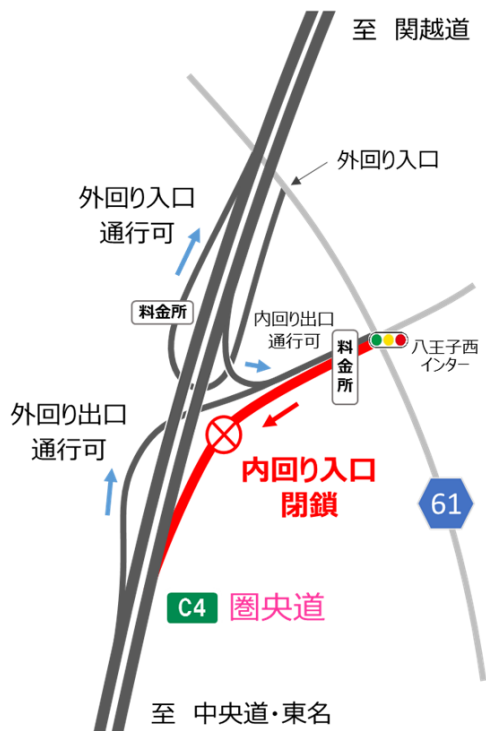 至 関越道
外回り入口
外回り入口
通行可
料金所
内回り出口
通行可
料金所
八王子西
インター
外回り出口
通行可
内回り入口
閉鎖
61
C4 圏央道
至 中央道・東名